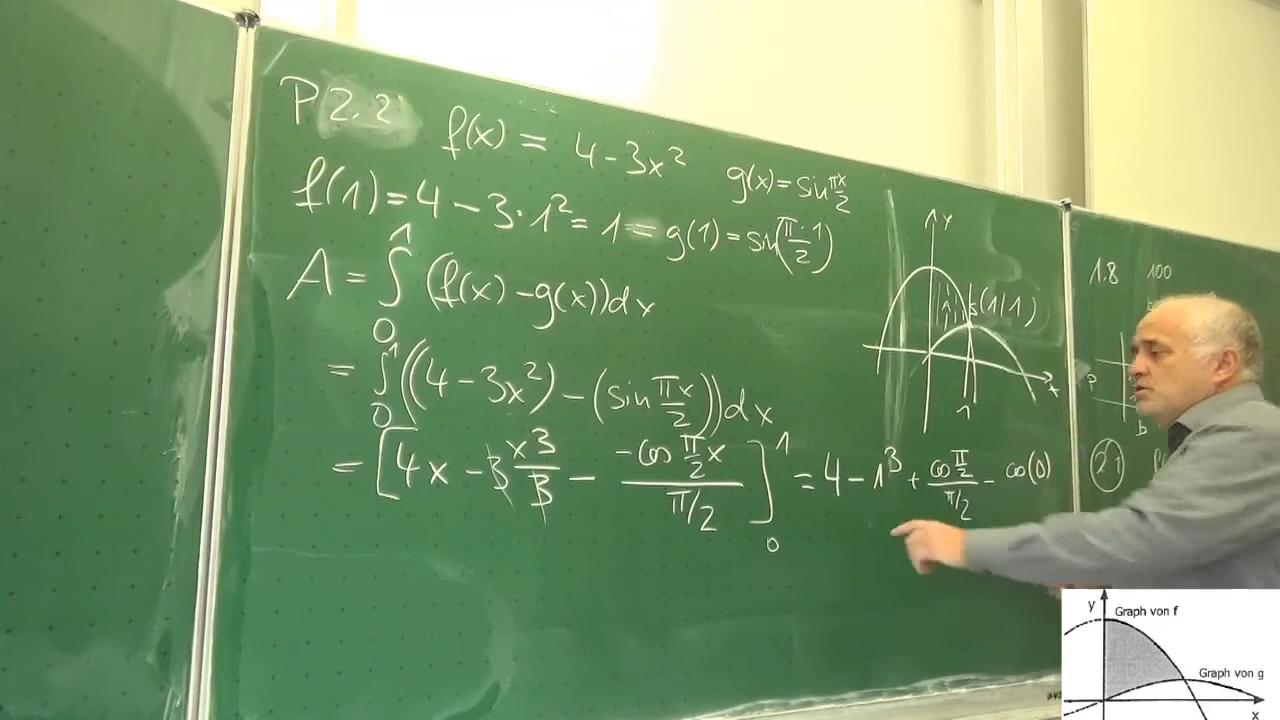 P 2.2 f(x) = 4 - 3x² g(x) = sin πx/2
f(1) = 4 - 3·1² = 1 = g(1) = sin(π·1/2)
A = ∫₀¹ (f(x) - g(x))dx
= ∫₀¹ ((4 - 3x²) - (sin πx/2))dx
= [4x - 3 x3/3 - -cos π/2 x / π/2]₀¹ = 4 - 1³ + cos π/2 / π/2 - cos(0)
y
S(1|1)
x
1
1.8 100
P
b
2.1
y Graph von f
Graph von g
x